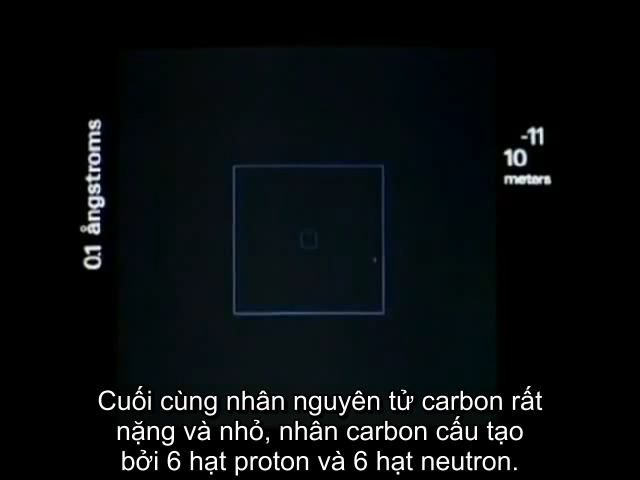 0.1 ångstroms
10
-11
meters
Cuối cùng nhân nguyên tử carbon rất
nặng và nhỏ, nhân carbon cấu tạo
bởi 6 hạt proton và 6 hạt neutron.